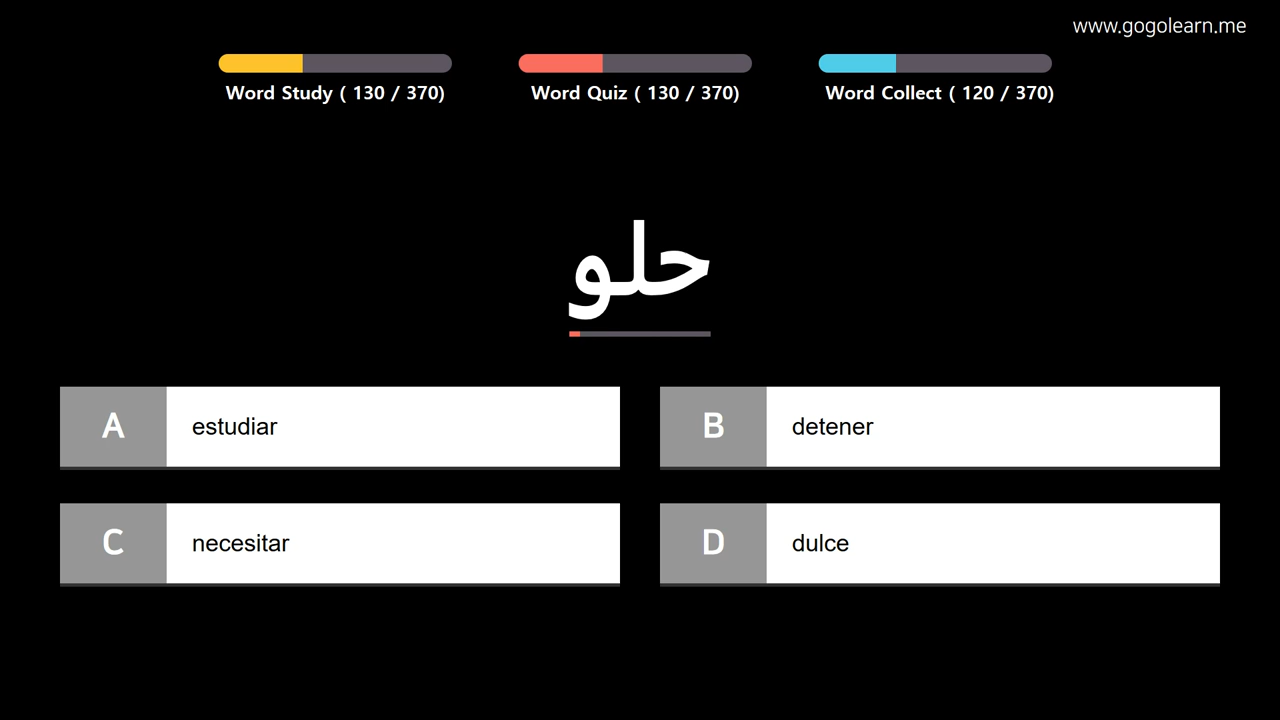 www.gogolearn.me
Word Study ( 130 / 370)
Word Quiz ( 130 / 370)
Word Collect ( 120 / 370)
حلو
A estudiar
B detener
C necesitar
D dulce